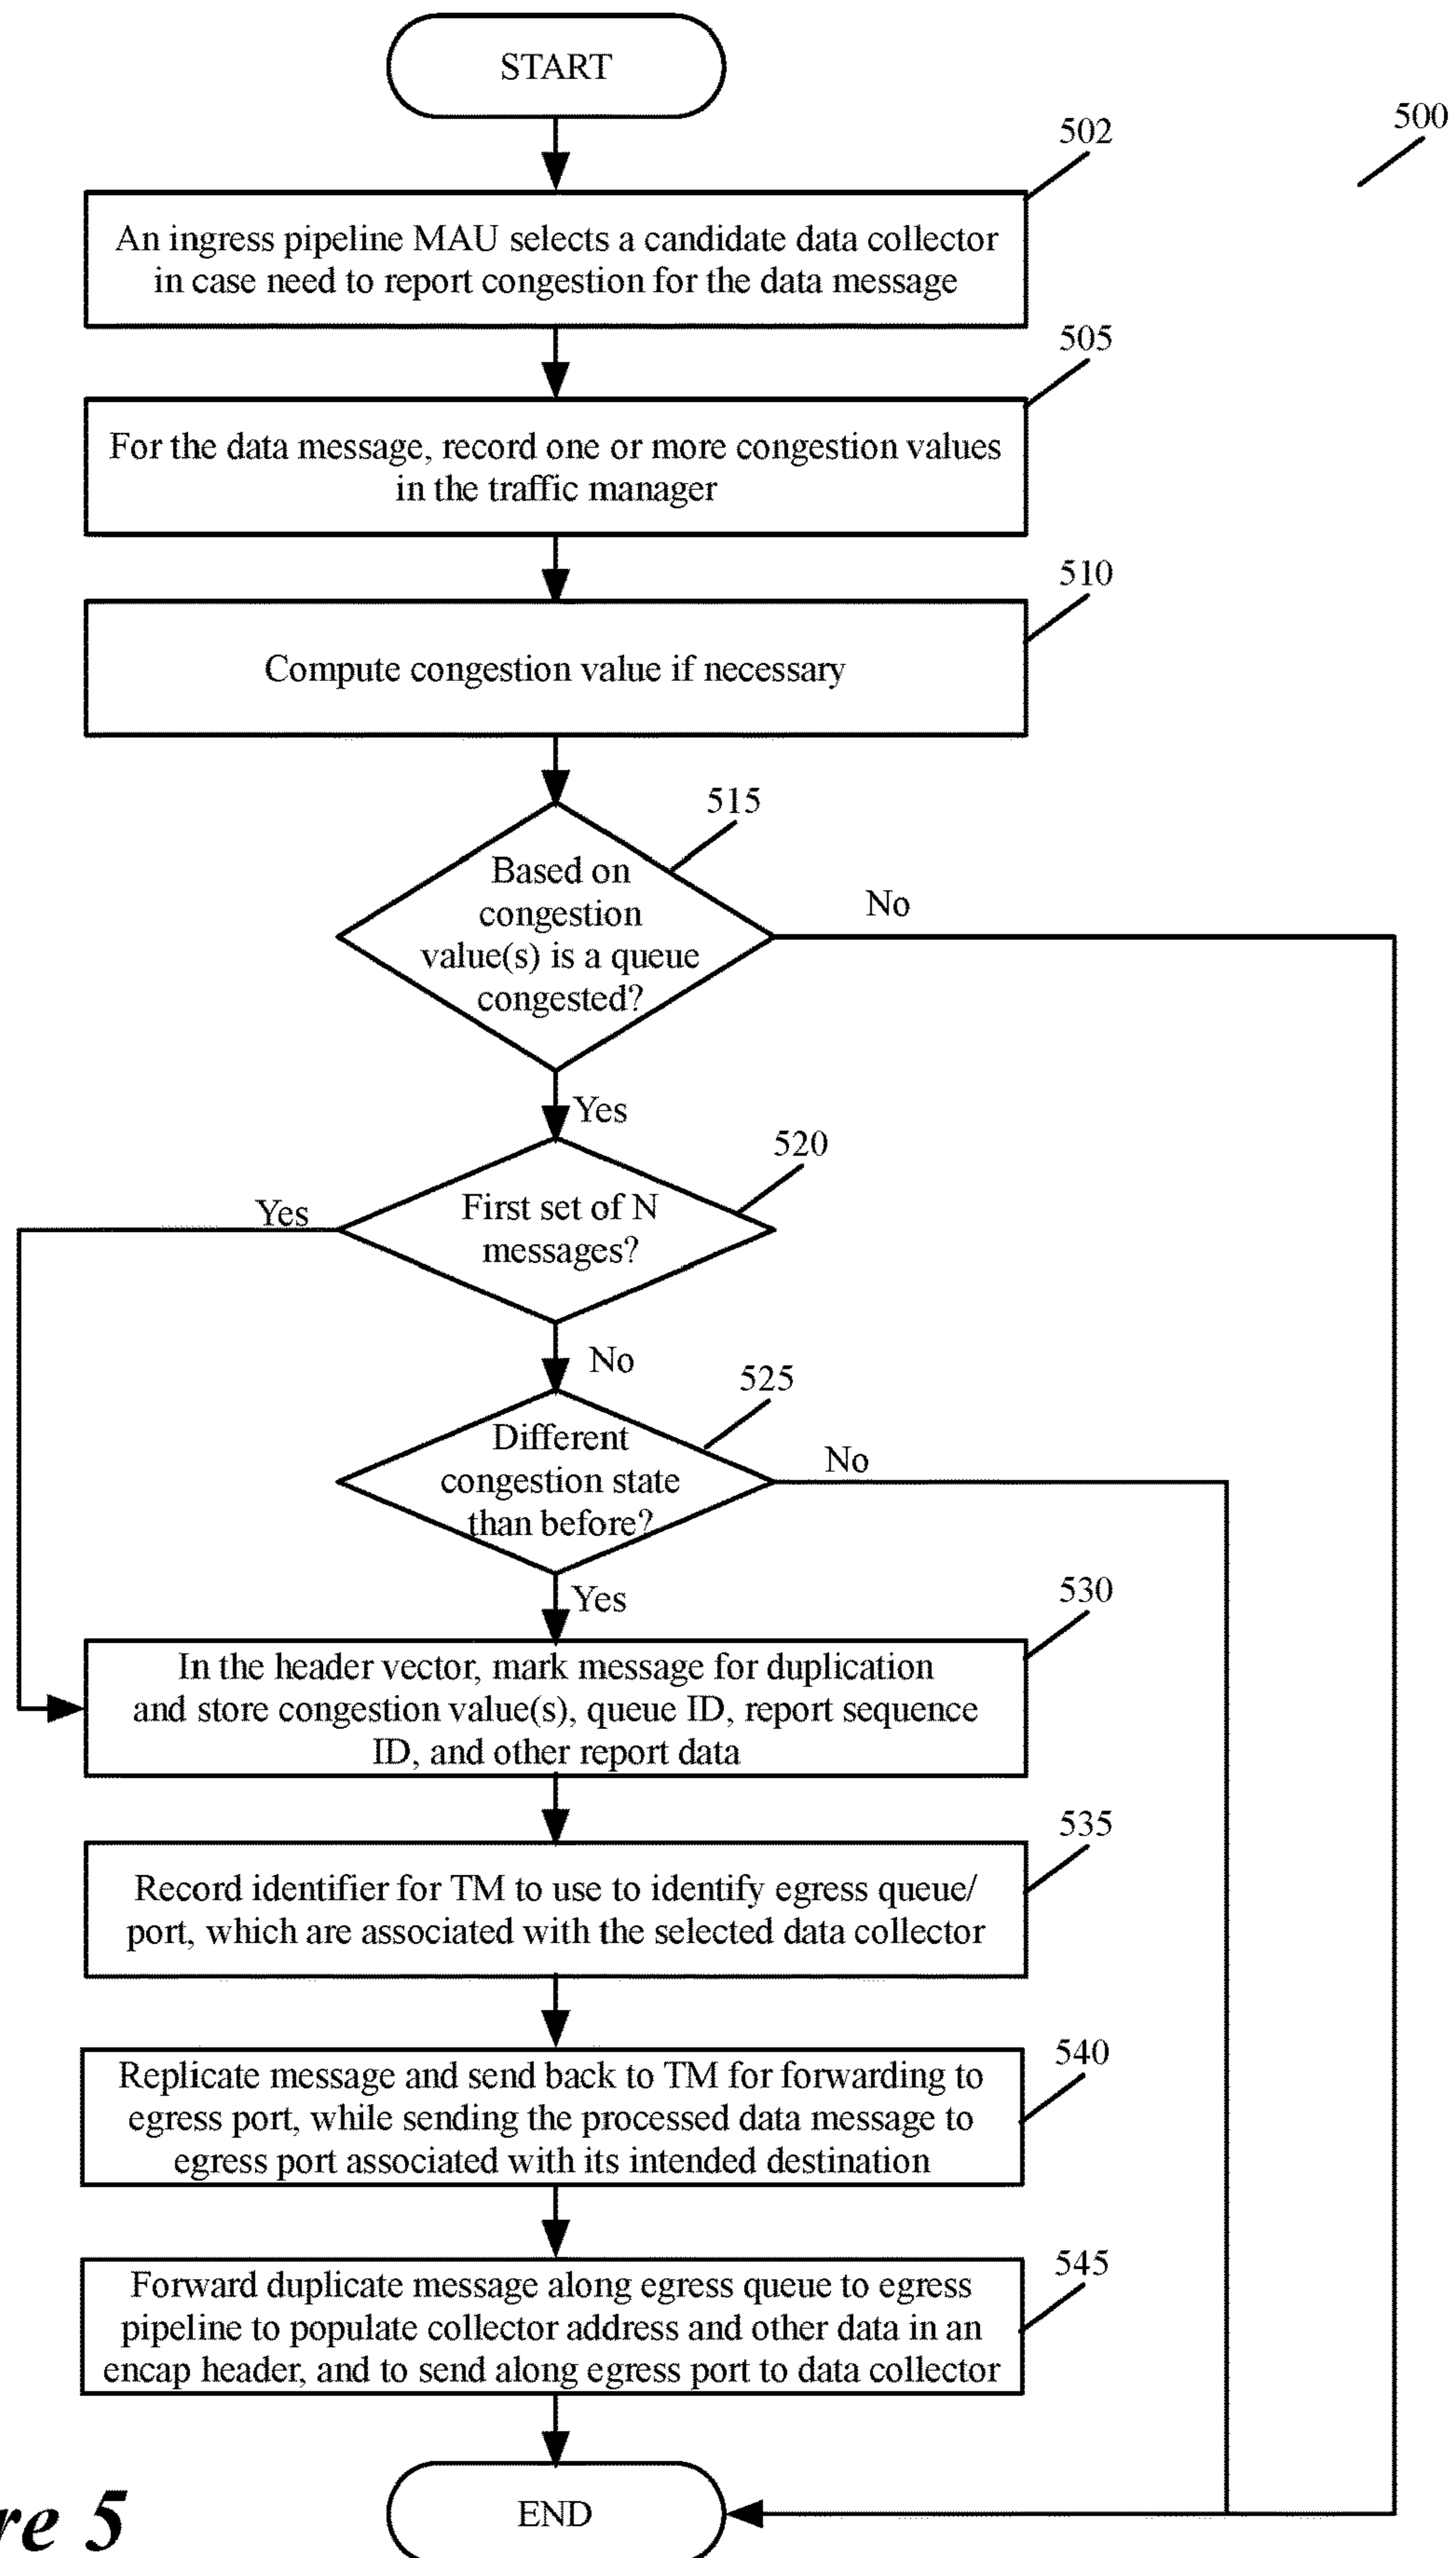 START
500
502
An ingress pipeline MAU selects a candidate data collector
in case need to report congestion for the data message
505
For the data message, record one or more congestion values
in the traffic manager
510
Compute congestion value if necessary
515
Based on
congestion
value(s) is a queue
congested?
No
Yes
520
First set of N
messages?
Yes
No
525
Different
congestion state
than before?
No
Yes
530
In the header vector, mark message for duplication
and store congestion value(s), queue ID, report sequence
ID, and other report data
535
Record identifier for TM to use to identify egress queue/
port, which are associated with the selected data collector
540
Replicate message and send back to TM for forwarding to
egress port, while sending the processed data message to
egress port associated with its intended destination
545
Forward duplicate message along egress queue to egress
pipeline to populate collector address and other data in an
encap header, and to send along egress port to data collector
END
re 5